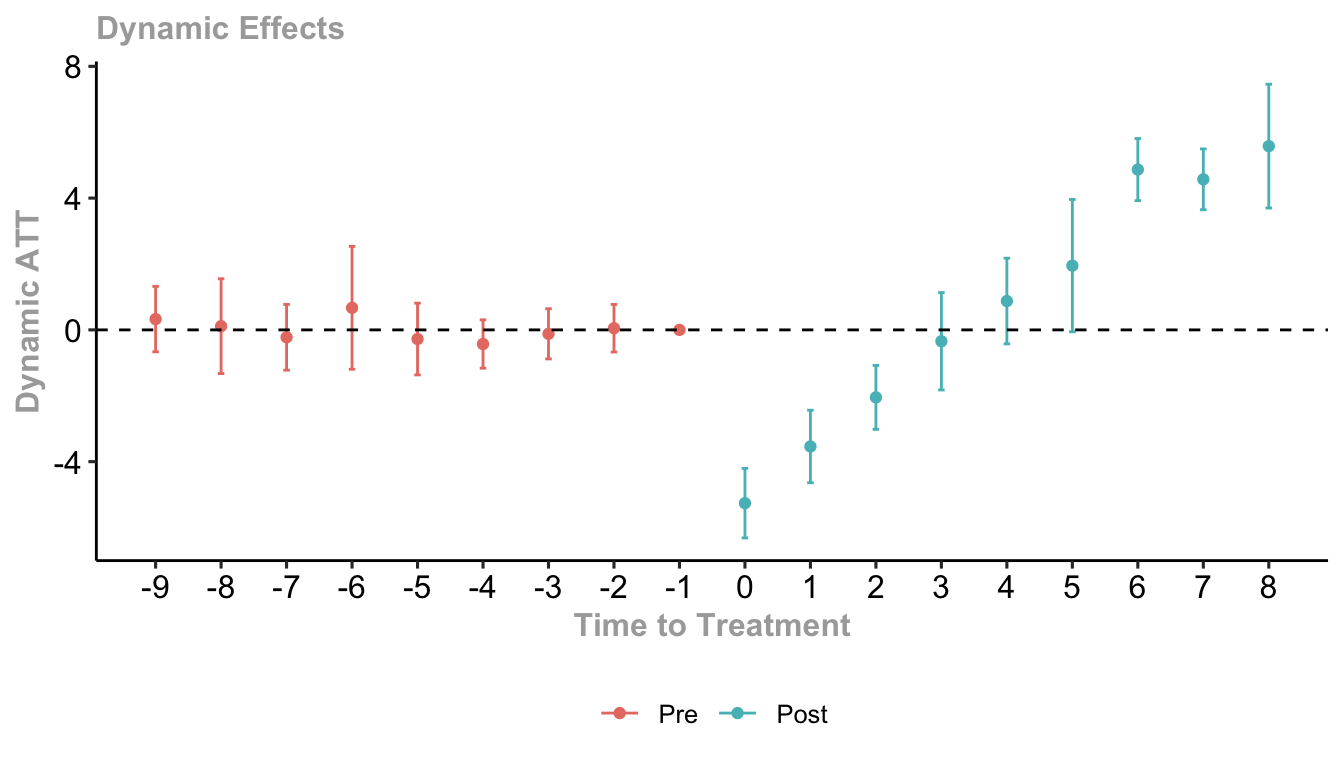 Dynamic Effects
8
4
0
-4
Dynamic ATT
-9 -8 -7 -6 -5 -4 -3 -2 -1 0 1 2 3 4 5 6 7 8
Time to Treatment
Pre Post